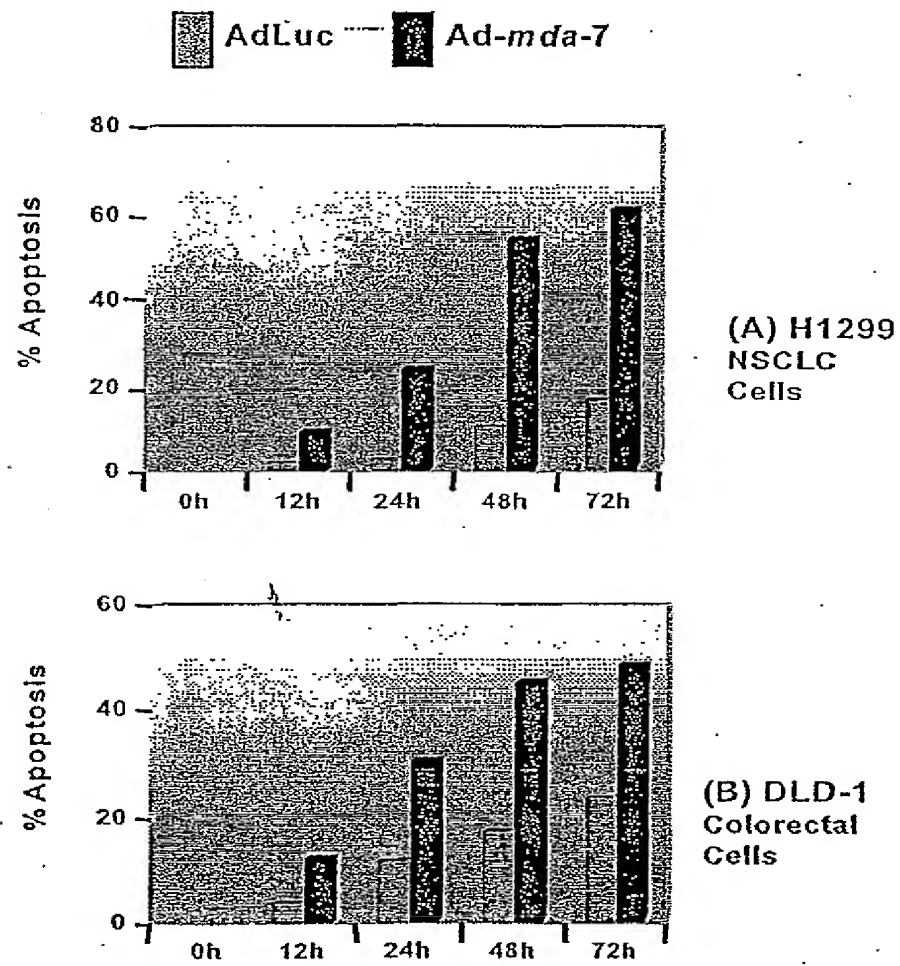 AdLuc Ad-mda-7
80
60
40
20
0
% Apoptosis
0h 12h 24h 48h 72h
(A) H1299
NSCLC
Cells
60
40
20
0
% Apoptosis
0h 12h 24h 48h 72h
(B) DLD-1
Colorectal
Cells